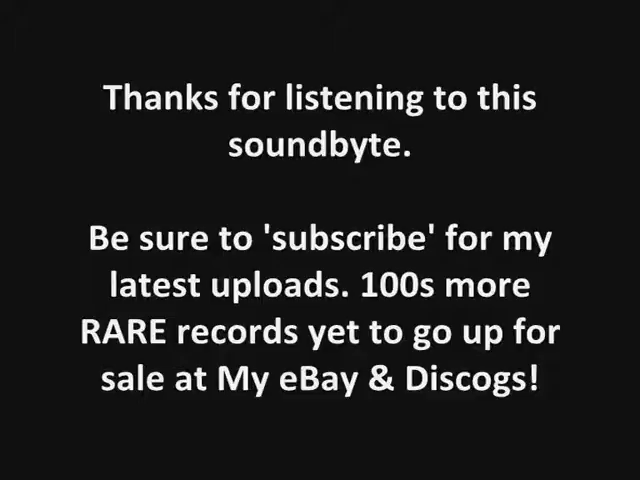 Thanks for listening to this
soundbyte.
Be sure to 'subscribe' for my
latest uploads. 100s more
RARE records yet to go up for
sale at My eBay & Discogs!